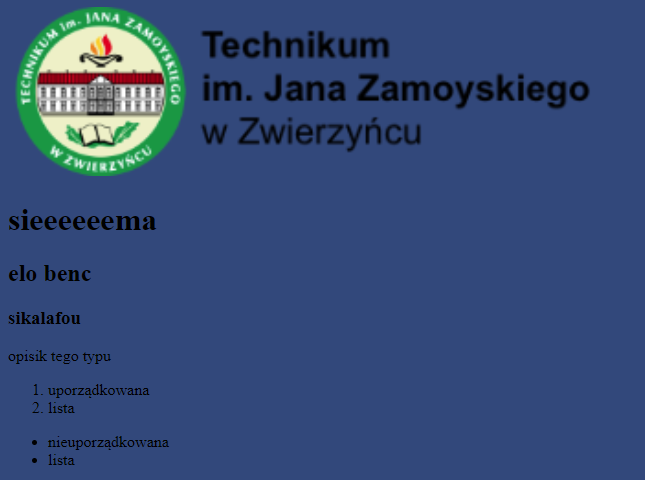 TECHNIKUM im. JANA ZAMOYSKIEGO
W ZWIERZYŃCU
Technikum
im. Jana Zamoyskiego
w Zwierzyńcu
sieeeeeema
elo benc
sikalafou
opisik tego typu
1. uporządkowana
2. lista
• nieuporządkowana
• lista